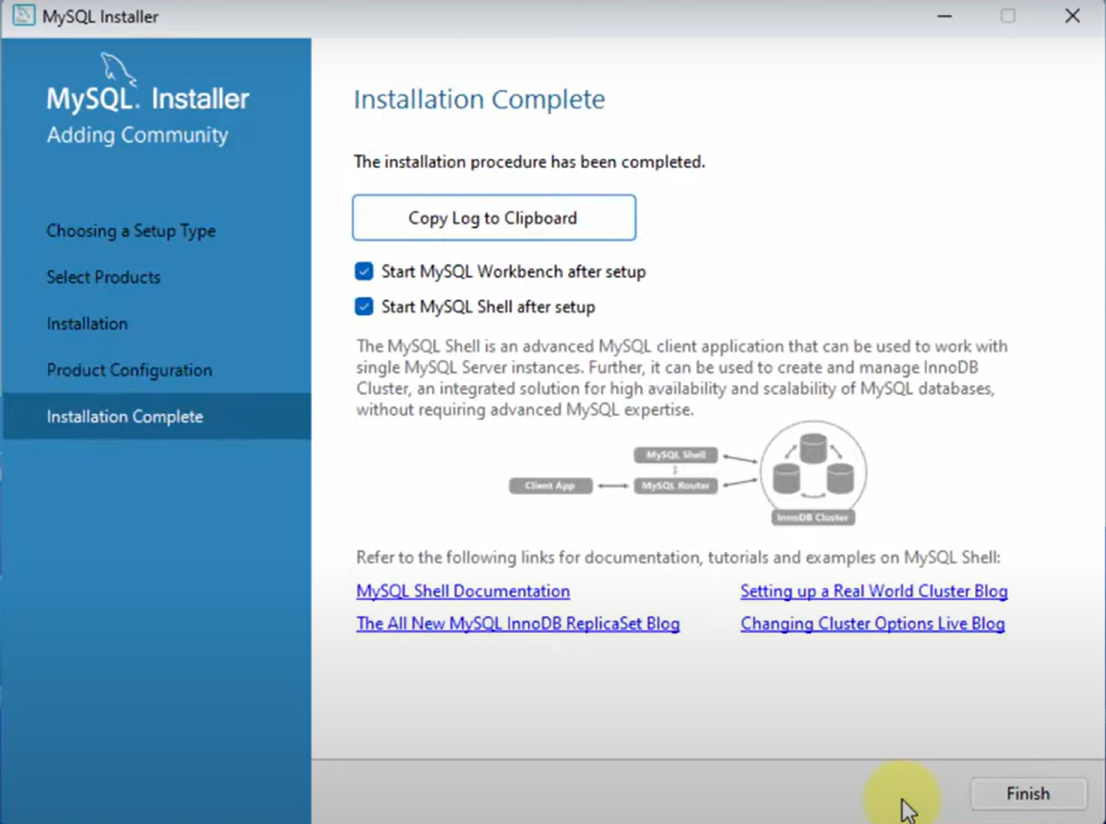 MySQL Installer
MySQL. Installer
Adding Community
Choosing a Setup Type
Select Products
Installation
Product Configuration
Installation Complete
Installation Complete
The installation procedure has been completed.
Copy Log to Clipboard
Start MySQL Workbench after setup
Start MySQL Shell after setup
The MySQL Shell is an advanced MySQL client application that can be used to work with
single MySQL Server instances. Further, it can be used to create and manage InnoDB
Cluster, an integrated solution for high availability and scalability of MySQL databases,
without requiring advanced MySQL expertise.
MySQL Shell
Client App
MySQL Router
InnoDB Cluster
Refer to the following links for documentation, tutorials and examples on MySQL Shell:
MySQL Shell Documentation
Setting up a Real World Cluster Blog
The All New MySQL InnoDB ReplicaSet Blog
Changing Cluster Options Live Blog
Finish